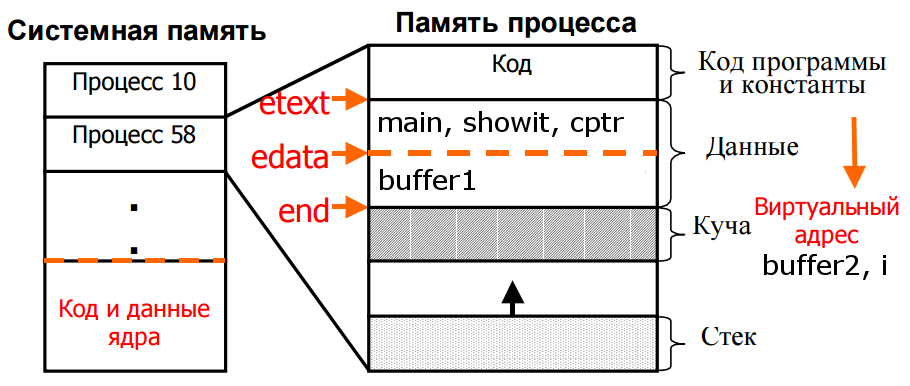 Системная память
Память процесса
Процесс 10
Процесс 58
.
.
Код и данные
ядра
etext
edata
end
Код
main, showit, cptr
buffer1
Код программы
и константы
Данные
Куча
Стек
Виртуальный
адрес
buffer2, i